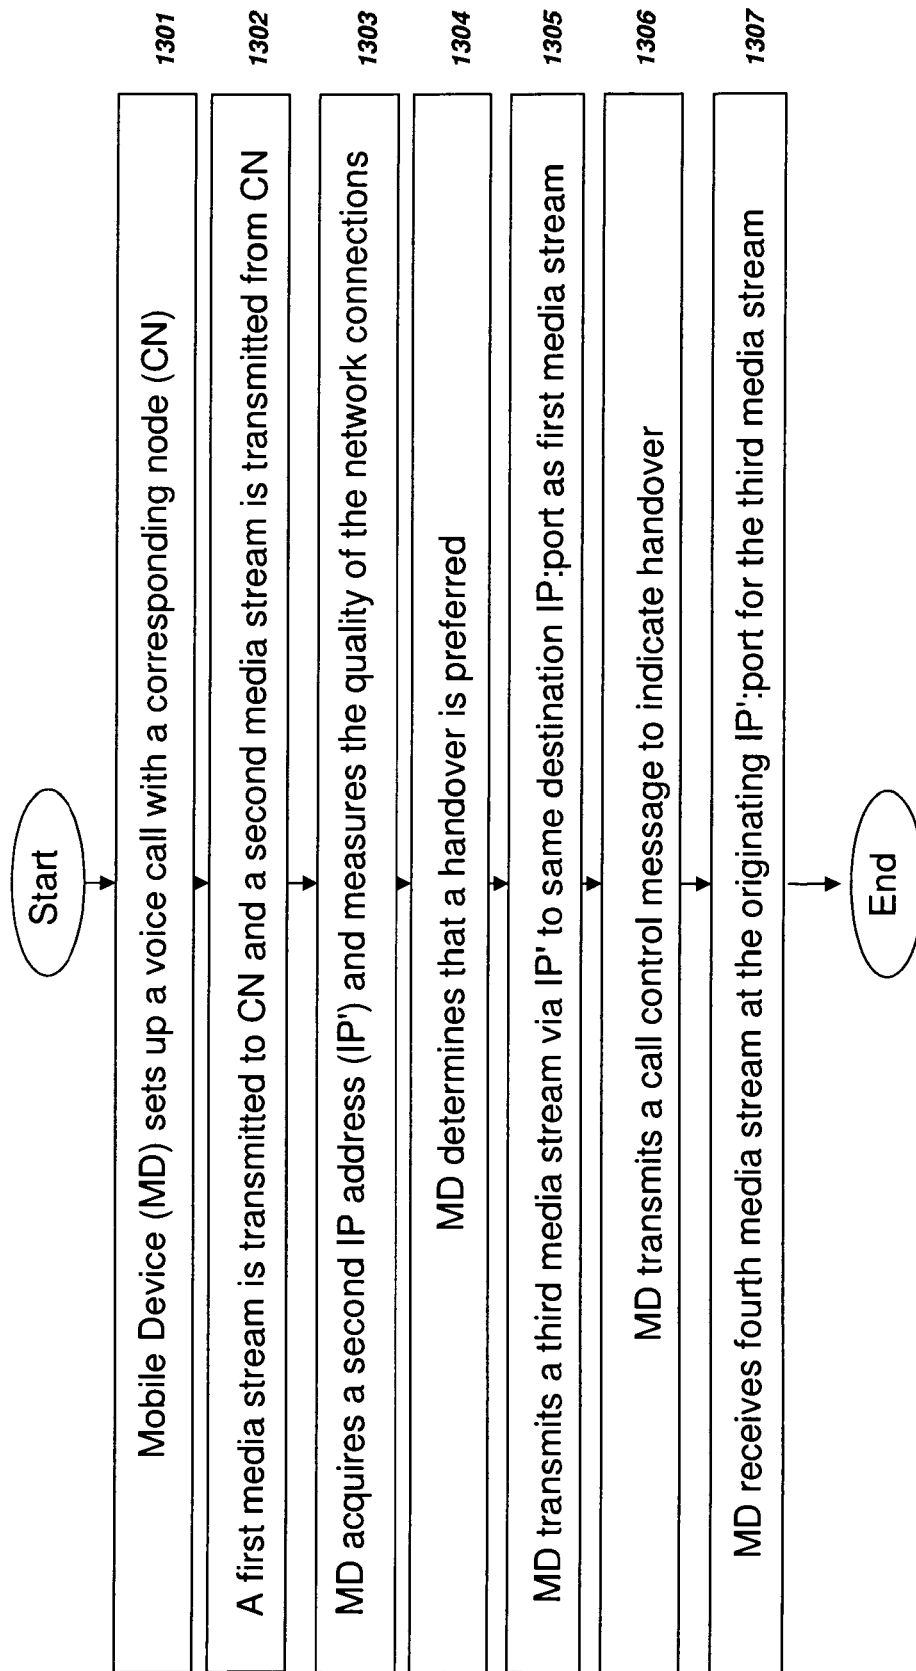 Start
Mobile Device (MD) sets up a voice call with a corresponding node (CN)
1301
A first media stream is transmitted to CN and a second media stream is transmitted from CN
1302
MD acquires a second IP address (IP') and measures the quality of the network connections
1303
MD determines that a handover is preferred
1304
MD transmits a third media stream via IP' to same destination IP:port as first media stream
1305
MD transmits a call control message to indicate handover
1306
MD receives fourth media stream at the originating IP':port for the third media stream
1307
End